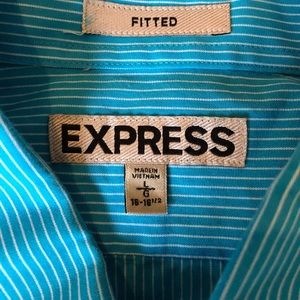 FITTED
EXPRESS
MADE IN
VIETNAM
L
G
16-16 1/2